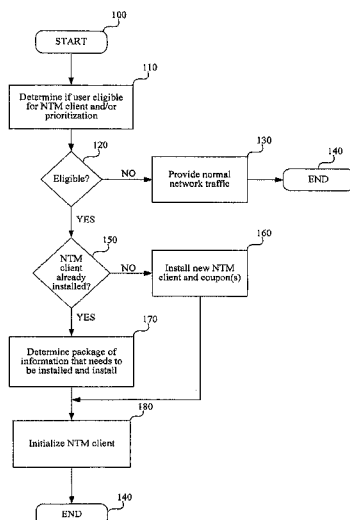 100
START
110
Determine if user eligible
for NTM client and/or
prioritization
120
Eligible?
NO
130
Provide normal
network traffic
140
END
YES
150
NTM
client
already
installed?
NO
160
Install new NTM
client and coupon(s)
YES
170
Determine package of
information that needs to
be installed and install
180
Initialize NTM client
140
END